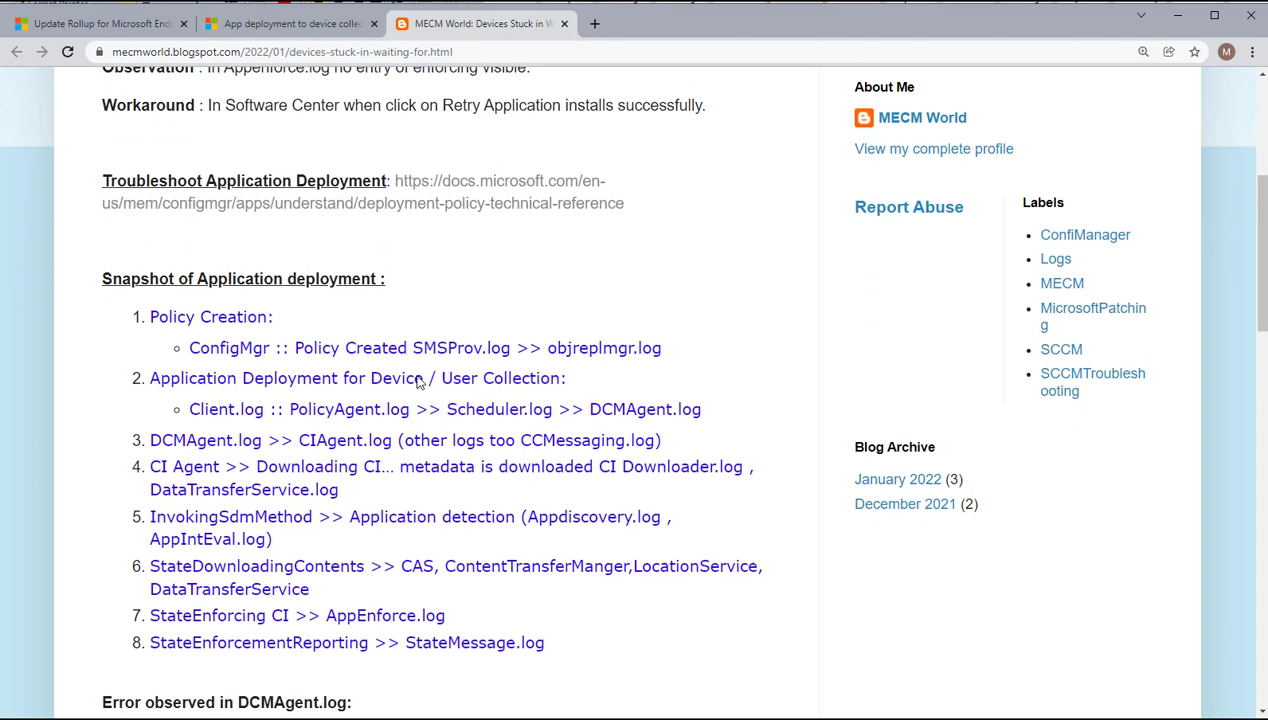 Update Rollup for Microsoft End
App deployment to device collec
MECM World: Devices Stuck in W
mecmworld.blogspot.com/2022/01/devices-stuck-in-waiting-for.html
M
Observation : In Appenforce.log no entry of enforcing visible.
Workaround : In Software Center when click on Retry Application installs successfully.
Troubleshoot Application Deployment: https://docs.microsoft.com/en-
us/mem/configmgr/apps/understand/deployment-policy-technical-reference
Snapshot of Application deployment :
1. Policy Creation:
ConfigMgr :: Policy Created SMSProv.log >> objreplmgr.log
2. Application Deployment for Device / User Collection:
Client.log :: PolicyAgent.log >> Scheduler.log >> DCMAgent.log
3. DCMAgent.log >> CIAgent.log (other logs too CCMessaging.log)
4. CI Agent >> Downloading CI... metadata is downloaded CI Downloader.log ,
DataTransferService.log
5. InvokingSdmMethod >> Application detection (Appdiscovery.log ,
AppIntEval.log)
6. StateDownloadingContents >> CAS, ContentTransferManger,LocationService,
DataTransferService
7. StateEnforcing CI >> AppEnforce.log
8. StateEnforcementReporting >> StateMessage.log
Error observed in DCMAgent.log:
About Me
MECM World
View my complete profile
Report Abuse
Labels
ConfiManager
Logs
MECM
MicrosoftPatchin
g
SCCM
SCCMTroublesh
ooting
Blog Archive
January 2022 (3)
December 2021 (2)